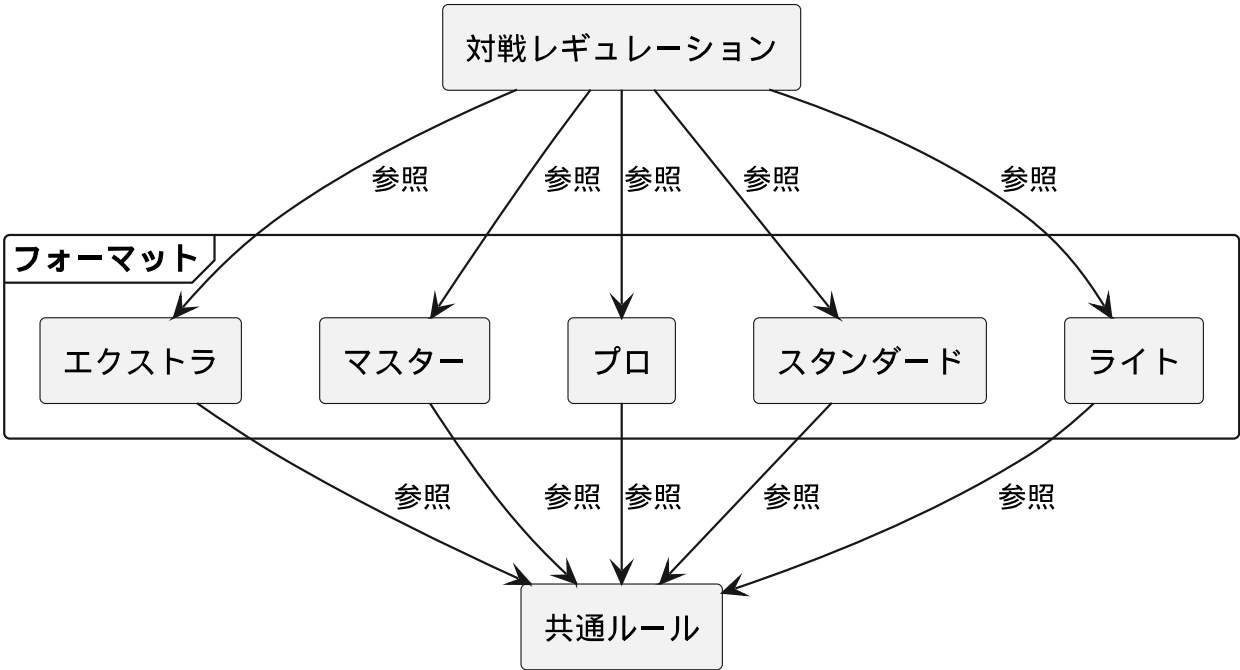 対戦レギュレーション
参照
参照
参照
参照
参照
フォーマット
エクストラ
マスター
プロ
スタンダード
ライト
参照
参照
参照
参照
参照
共通ルール